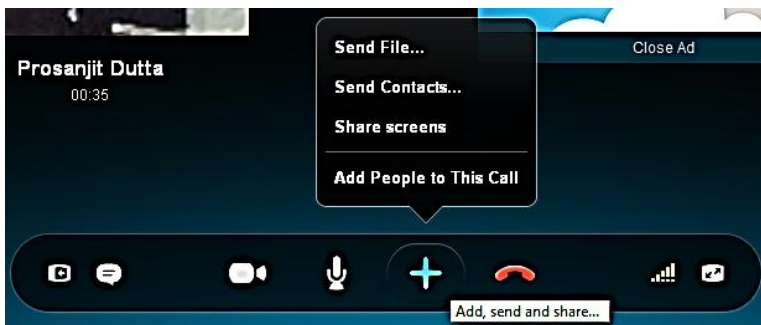 Send File...
Close Ad
Prosanjit Dutta
Send Contacts...
00:35
Share screens
Add People to This Call
Add, send and share...